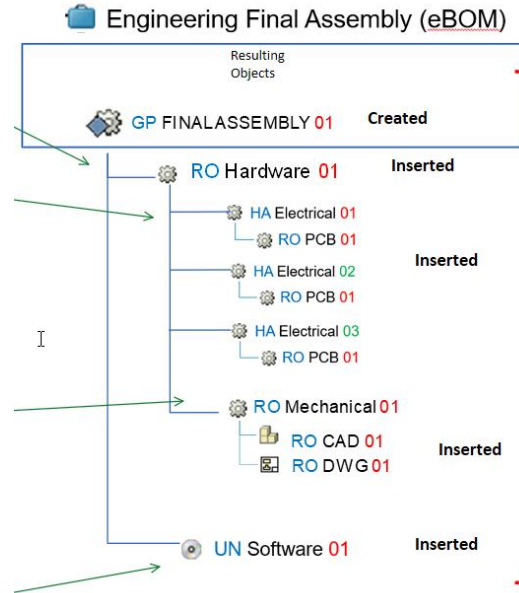 Engineering Final Assembly (eBOM)
Resulting
Objects
GP FINALASSEMBLY 01 Created
RO Hardware 01 Inserted
HA Electrical 01
RO PCB 01
HA Electrical 02 Inserted
RO PCB 01
HA Electrical 03
RO PCB 01
RO Mechanical 01
RO CAD 01 Inserted
RO DWG 01
UN Software 01 Inserted